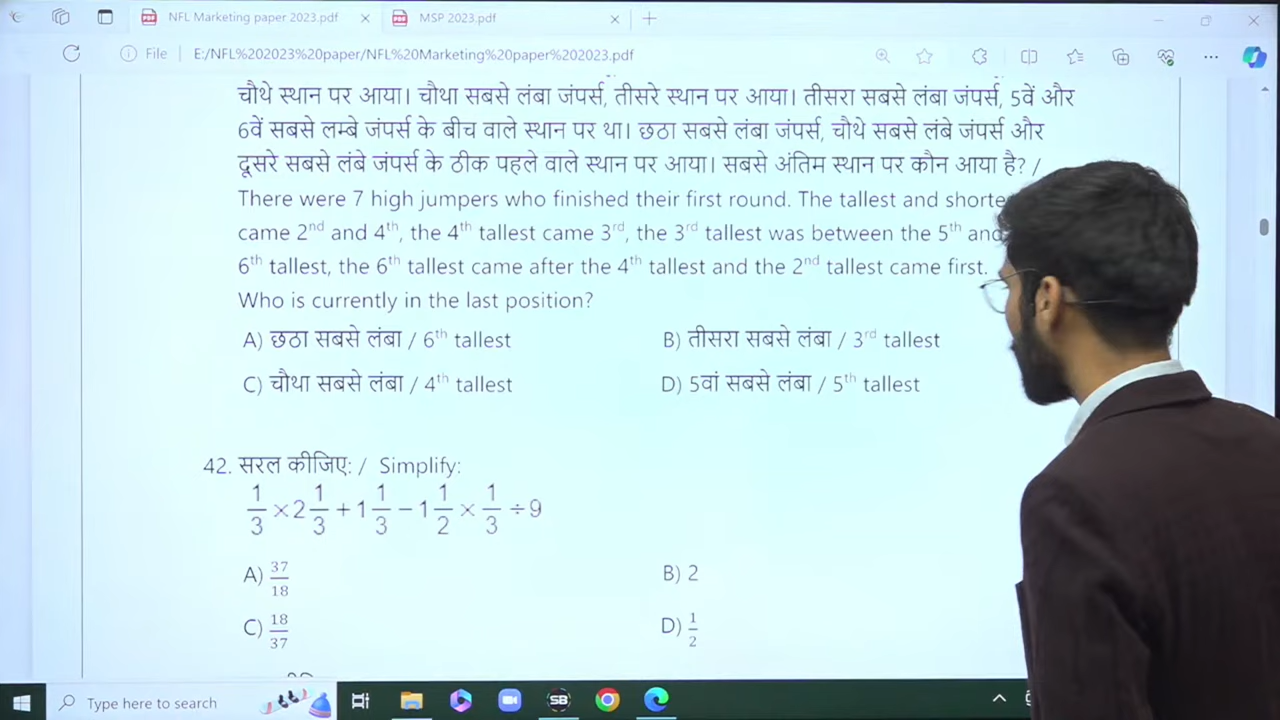 NFL Marketing paper 2023.pdf
MSP 2023.pdf
File E:/NFL%202023%20paper/NFL%20Marketing%20paper%202023.pdf
चौथे स्थान पर आया। चौथा सबसे लंबा जंपर्स, तीसरे स्थान पर आया। तीसरा सबसे लंबा जंपर्स, 5वें और
6वें सबसे लम्बे जंपर्स के बीच वाले स्थान पर था। छठा सबसे लंबा जंपर्स, चौथे सबसे लंबे जंपर्स और
दूसरे सबसे लंबे जंपर्स के ठीक पहले वाले स्थान पर आया। सबसे अंतिम स्थान पर कौन आया है? /
There were 7 high jumpers who finished their first round. The tallest and
came 2nd and 4th, the 4th tallest came 3rd, the 3rd tallest was between the 5th and
6th tallest, the 6th tallest came after the 4th tallest and the 2nd tallest came first.
Who is currently in the last position?
A) छठा सबसे लंबा / 6th tallest
B) तीसरा सबसे लंबा / 3rd tallest
C) चौथा सबसे लंबा / 4th tallest
D) 5वां सबसे लंबा / 5th tallest
42. सरल कीजिए: / Simplify:
1/3 ×2 1/3 +1 1/3 −1 1/2 × 1/3 ÷9
A) 37/18
B) 2
C) 18/37
D) 1/2
Type here to search
SB